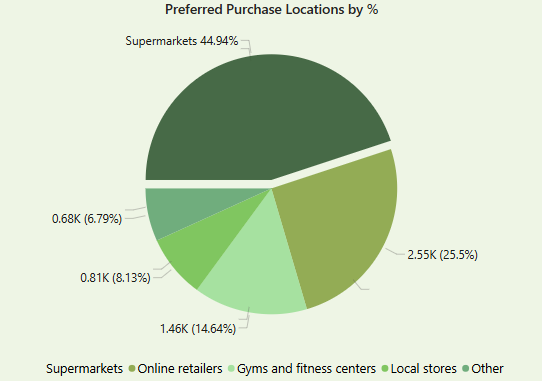 Preferred Purchase Locations by %
Supermarkets 44.94%
2.55K (25.5%)
0.68K (6.79%)
0.81K (8.13%)
1.46K (14.64%)
Supermarkets Online retailers Gyms and fitness centers Local stores Other